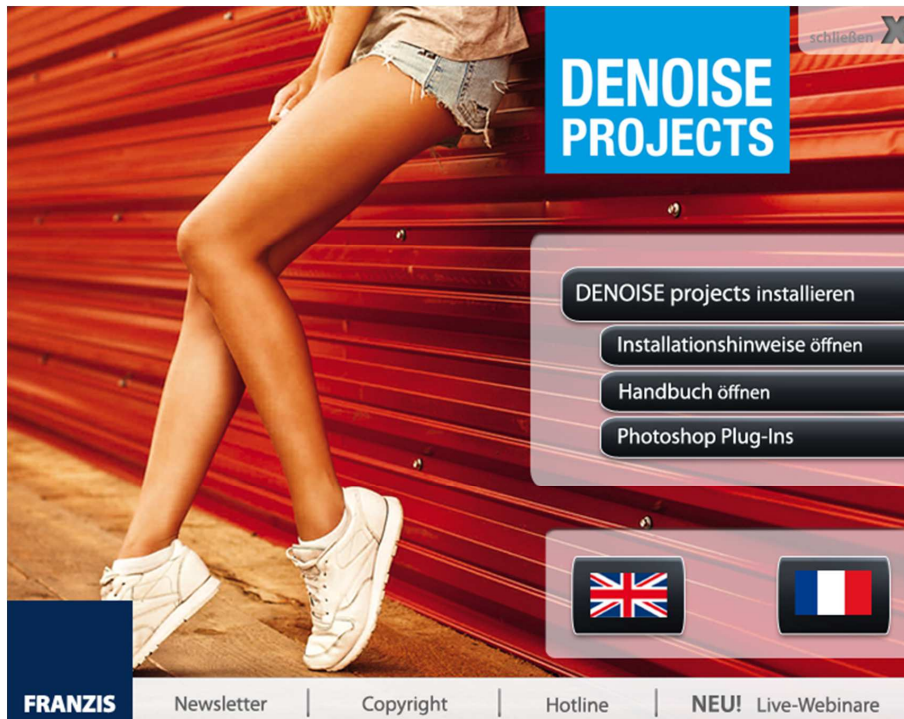 schließen X
DENOISE
PROJECTS
DENOISE projects installieren
Installationshinweise öffnen
Handbuch öffnen
Photoshop Plug-Ins
FRANZIS
Newsletter | Copyright | Hotline | NEU! Live-Webinare